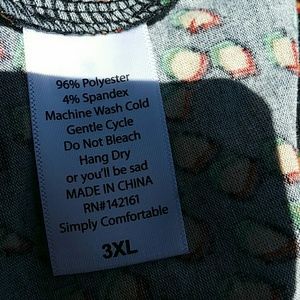 96% Polyester
4% Spandex
Machine Wash Cold
Gentle Cycle
Do Not Bleach
Hang Dry
or you'll be sad
MADE IN CHINA
RN#142161
Simply Comfortable
3XL